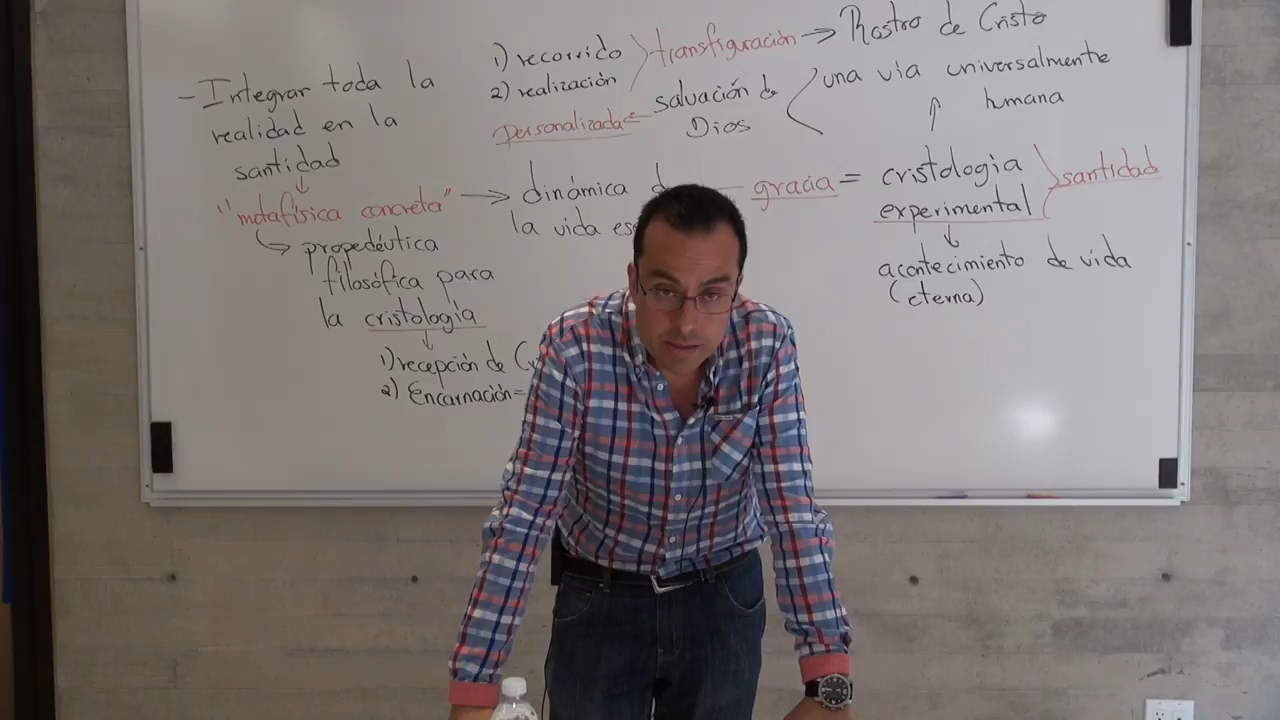 - Integrar toda la
realidad en la
santidad
"metafísica concreta" → dinámica d
la vida es
↳ propedéutica
filosófica para
la cristología
1) recepción de C
2) Encarnación=
1) recorrido
2) realización
transfiguración → Rostro de Cristo
personalizada ← salvación de
Dios
una vía universalmente
humana
gracia = cristología
experimental
santidad
acontecimiento de vida
(eterna)